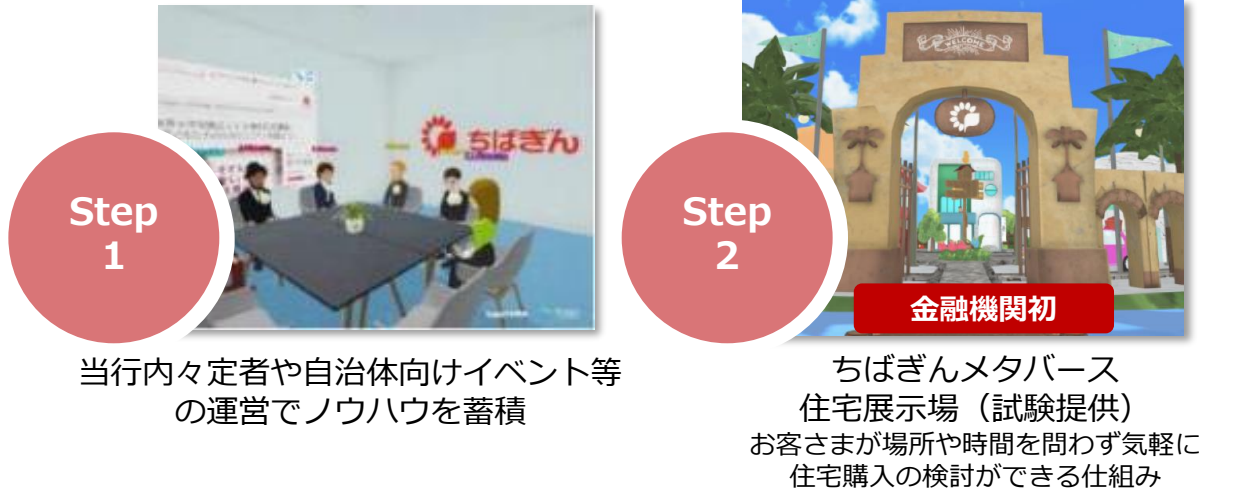 ちばぎん
Step
1
当行内々定者や自治体向けイベント等
の運営でノウハウを蓄積
WELCOME
Step
2
金融機関初
ちばぎんメタバース
住宅展示場（試験提供）
お客さまが場所や時間を問わず気軽に
住宅購入の検討ができる仕組み